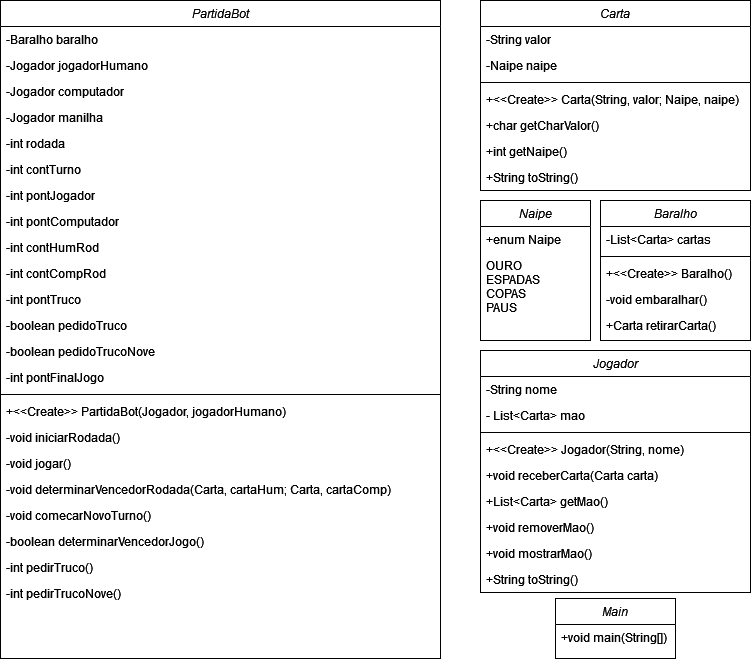 PartidaBot
-Baralho baralho
-Jogador jogadorHumano
-Jogador computador
-Jogador manilha
-int rodada
-int contTurno
-int pontJogador
-int pontComputador
-int contHumRod
-int contCompRod
-int pontTruco
-boolean pedidoTruco
-boolean pedidoTrucoNove
-int pontFinalJogo
+<<Create>> PartidaBot(Jogador, jogadorHumano)
-void iniciarRodada()
-void jogar()
-void determinarVencedorRodada(Carta, cartaHum; Carta, cartaComp)
-void comecarNovoTurno()
-boolean determinarVencedorJogo()
-int pedirTruco()
-int pedirTrucoNove()
Carta
-String valor
-Naipe naipe
+<<Create>> Carta(String, valor; Naipe, naipe)
+char getCharValor()
+int getNaipe()
+String toString()
Naipe
+enum Naipe
OURO
ESPADAS
COPAS
PAUS
Baralho
-List<Carta> cartas
+<<Create>> Baralho()
-void embaralhar()
+Carta retirarCarta()
Jogador
-String nome
- List<Carta> mao
+<<Create>> Jogador(String, nome)
+void receberCarta(Carta carta)
+List<Carta> getMao()
+void removerMao()
+void mostrarMao()
+String toString()
Main
+void main(String[])